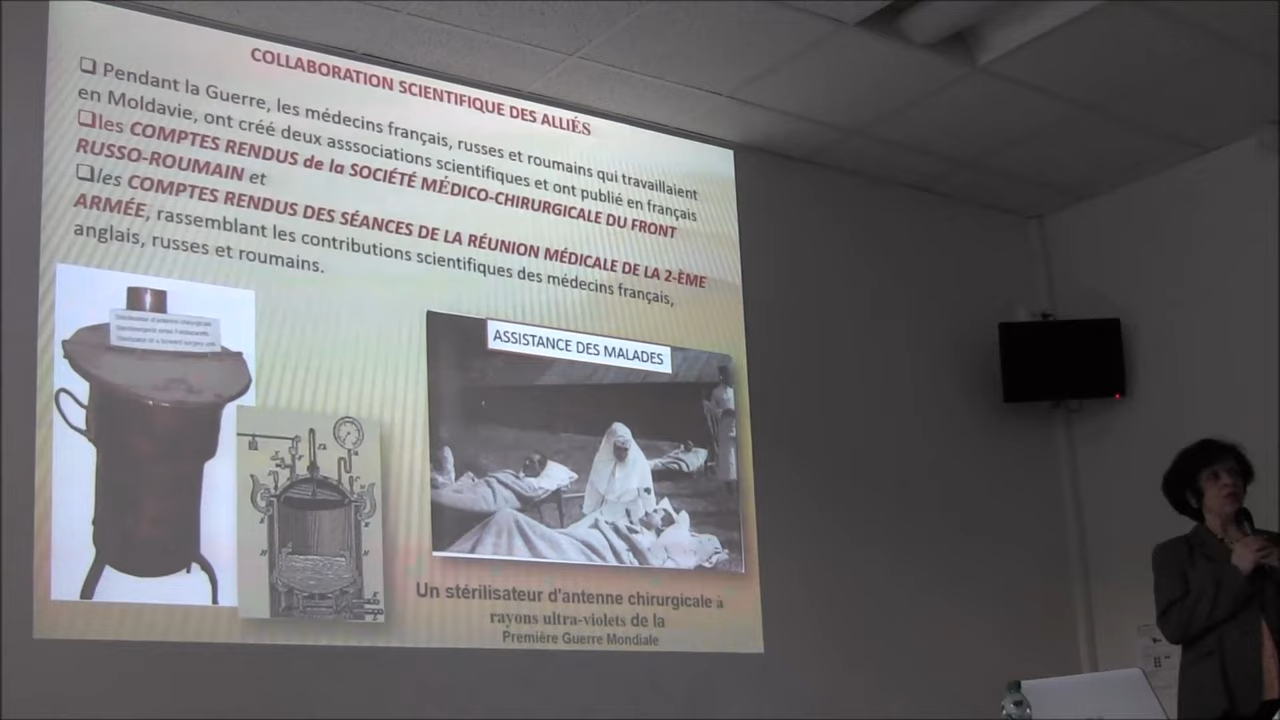 COLLABORATION SCIENTIFIQUE DES ALLIÉS
❑ Pendant la Guerre, les médecins français, russes et roumains qui travaillaient
en Moldavie, ont créé deux asssociations scientifiques et ont publié en français
❑les COMPTES RENDUS de la SOCIÉTÉ MÉDICO-CHIRURGICALE DU FRONT
RUSSO-ROUMAIN et
❑les COMPTES RENDUS DES SÉANCES DE LA RÉUNION MÉDICALE DE LA 2-ÈME
ARMÉE, rassemblant les contributions scientifiques des médecins français,
anglais, russes et roumains.
ASSISTANCE DES MALADES
Un stérilisateur d'antenne chirurgicale à
rayons ultra-violets de la
Première Guerre Mondiale